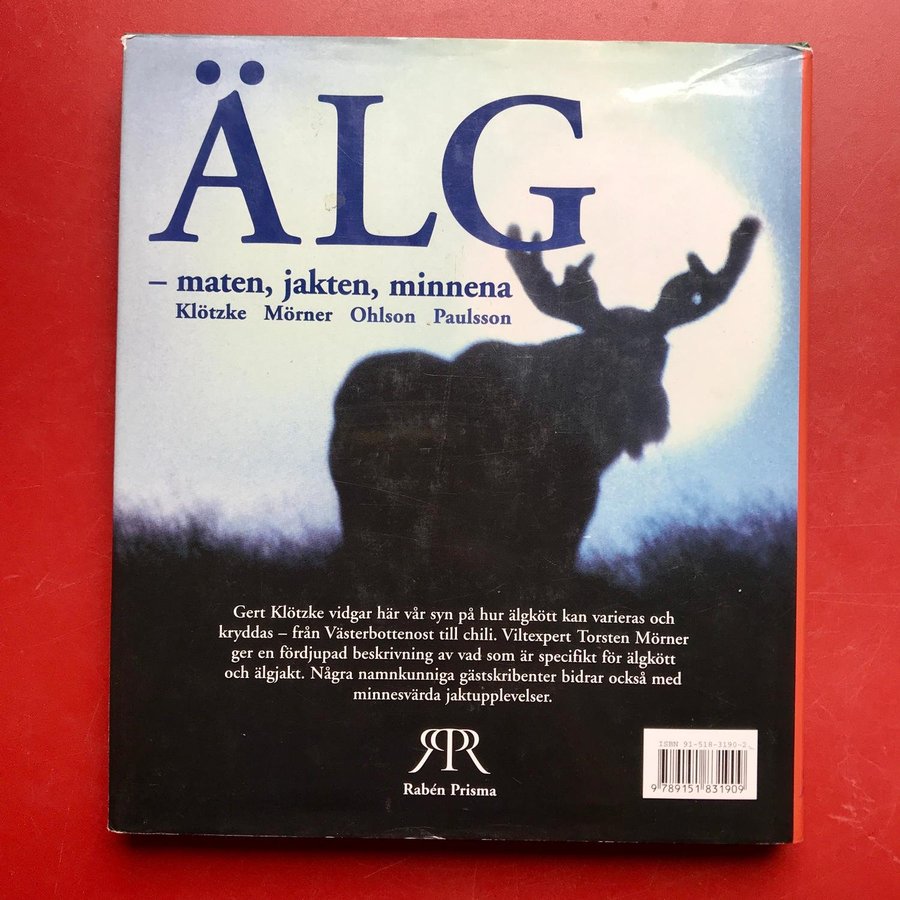 ÄLG
– maten, jakten, minnena
Klötzke Mörner Ohlson Paulsson
Gert Klötzke vidgar här vår syn på hur älgkött kan varieras och
kryddas – från Västerbottenost till chili. Viltexpert Torsten Mörner
ger en fördjupad beskrivning av vad som är specifikt för älgkött
och älgjakt. Några namnkunniga gästskribenter bidrar också med
minnesvärda jaktupplevelser.
RPR
Rabén Prisma
ISBN 91-518-3190-2
9 789151 831909